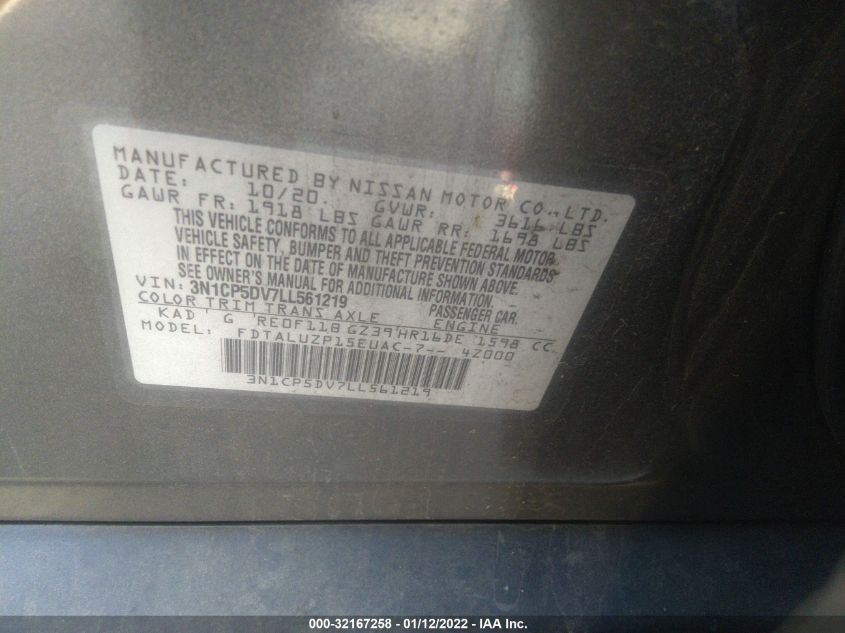 MANUFACTURED BY NISSAN MOTOR CO., LTD.
DATE: 10/20. GVWR: 3616 LBS
GAWR FR: 1918 LBS GAWR RR: 1698 LBS
THIS VEHICLE CONFORMS TO ALL APPLICABLE FEDERAL MOTOR
VEHICLE SAFETY, BUMPER AND THEFT PREVENTION STANDARDS
IN EFFECT ON THE DATE OF MANUFACTURE SHOWN ABOVE.
SEE OWNER'S MANUAL FOR ADDITIONAL INFORMATION.
VIN: 3N1CP5DV7LL561219 PASSENGER CAR.
COLOR TRIM TRANS AXLE ENGINE
KAD G RE0F11B GZ39 HR16DE 1598 CC
MODEL: FDTALUZP15EUAC-7-- 4Z000
3N1CP5DV7LL561219
000-32167258 - 01/12/2022 - IAA Inc.